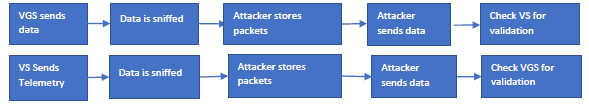 VGS sends
data
Data is sniffed
Attacker stores
packets
Attacker
sends data
Check VS for
validation
VS Sends
Telemetry
Data is sniffed
Attacker stores
packets
Attacker
sends data
Check VGS for
validation